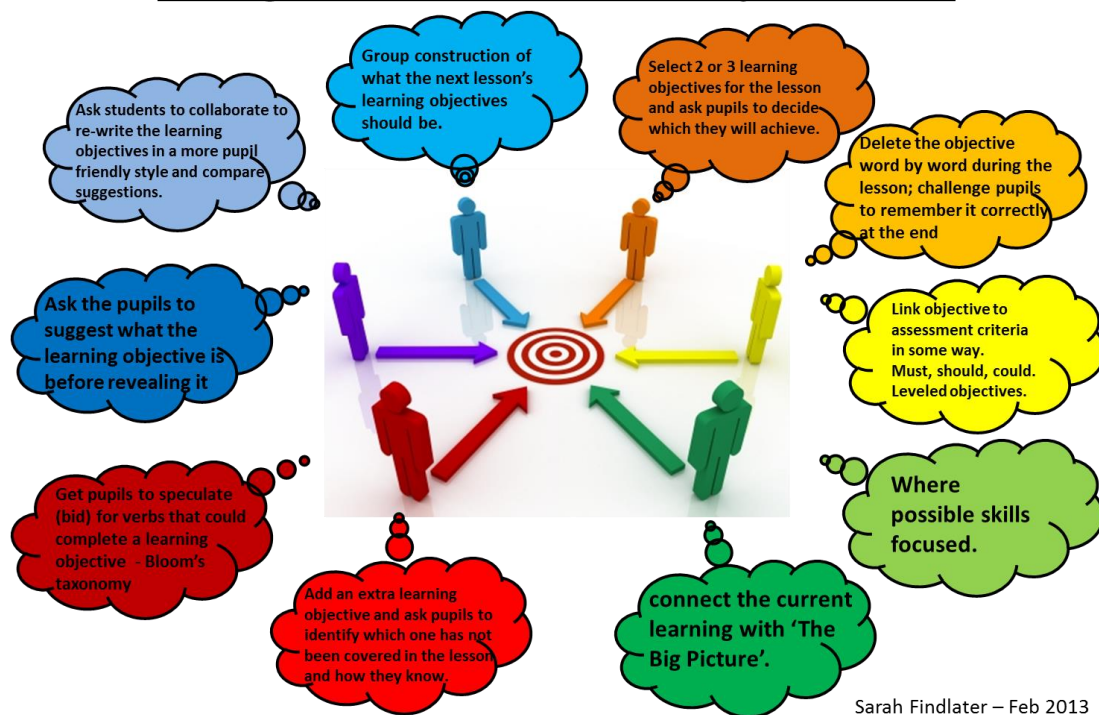 Group construction of
what the next lesson's
learning objectives
should be.
Select 2 or 3 learning
objectives for the lesson
and ask pupils to decide
which they will achieve.
Ask students to collaborate to
re-write the learning
objectives in a more pupil
friendly style and compare
suggestions.
Delete the objective
word by word during the
lesson; challenge pupils
to remember it correctly
at the end
Ask the pupils to
suggest what the
learning objective is
before revealing it
Link objective to
assessment criteria
in some way.
Must, should, could.
Leveled objectives.
Get pupils to speculate
(bid) for verbs that could
complete a learning
objective - Bloom's
taxonomy
Where
possible skills
focused.
Add an extra learning
objective and ask pupils to
identify which one has not
been covered in the lesson
and how they know.
connect the current
learning with 'The
Big Picture'.
Sarah Findlater – Feb 2013